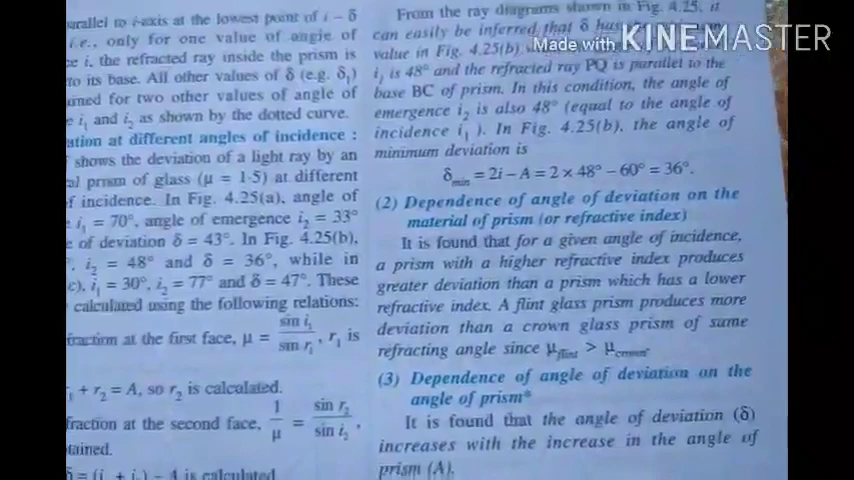 parallel to i-axis at the lowest point of i – δ
i.e., only for one value of angle of
i, the refracted ray inside the prism is
to its base. All other values of δ (e.g. δ₁)
for two other values of angle of
i₁ and i₂ as shown by the dotted curve.
at different angles of incidence :
shows the deviation of a light ray by an
prism of glass (μ = 1·5) at different
of incidence. In Fig. 4.25(a), angle of
i₁ = 70°, angle of emergence i₂ = 33°
of deviation δ = 43°. In Fig. 4.25(b),
i₂ = 48° and δ = 36°, while in
i₁ = 30°, i₂ = 77° and δ = 47°. These
calculated using the following relations:
at the first face, μ = sin i₁ / sin r₁, r₁ is
+ r₂ = A, so r₂ is calculated.
at the second face, 1/μ = sin r₂ / sin i₂,
δ = (i₁ + i₂) – A is calculated
From the ray diagrams shown in Fig. 4.25, it
can easily be inferred that δ has
value in Fig. 4.25(b),
i₁ is 48° and the refracted ray PQ is parallel to the
base BC of prism. In this condition, the angle of
emergence i₂ is also 48° (equal to the angle of
incidence i₁ ). In Fig. 4.25(b), the angle of
minimum deviation is
δmin = 2i – A = 2 × 48° – 60° = 36°.
(2) Dependence of angle of deviation on the
material of prism (or refractive index)
It is found that for a given angle of incidence,
a prism with a higher refractive index produces
greater deviation than a prism which has a lower
refractive index. A flint glass prism produces more
deviation than a crown glass prism of same
refracting angle since μflint > μcrown.
(3) Dependence of angle of deviation on the
angle of prism*
It is found that the angle of deviation (δ)
increases with the increase in the angle of
prism (A).
Made with KINEMASTER